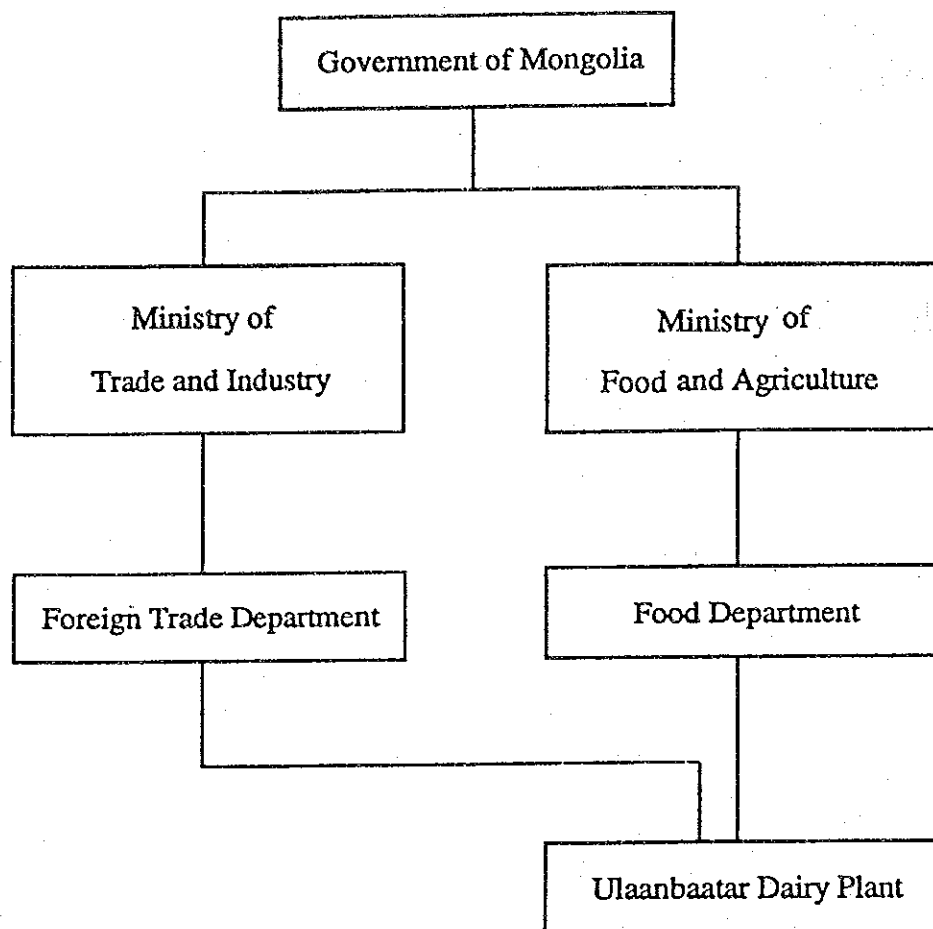 Government of Mongolia
Ministry of
Trade and Industry
Ministry of
Food and Agriculture
Foreign Trade Department
Food Department
Ulaanbaatar Dairy Plant